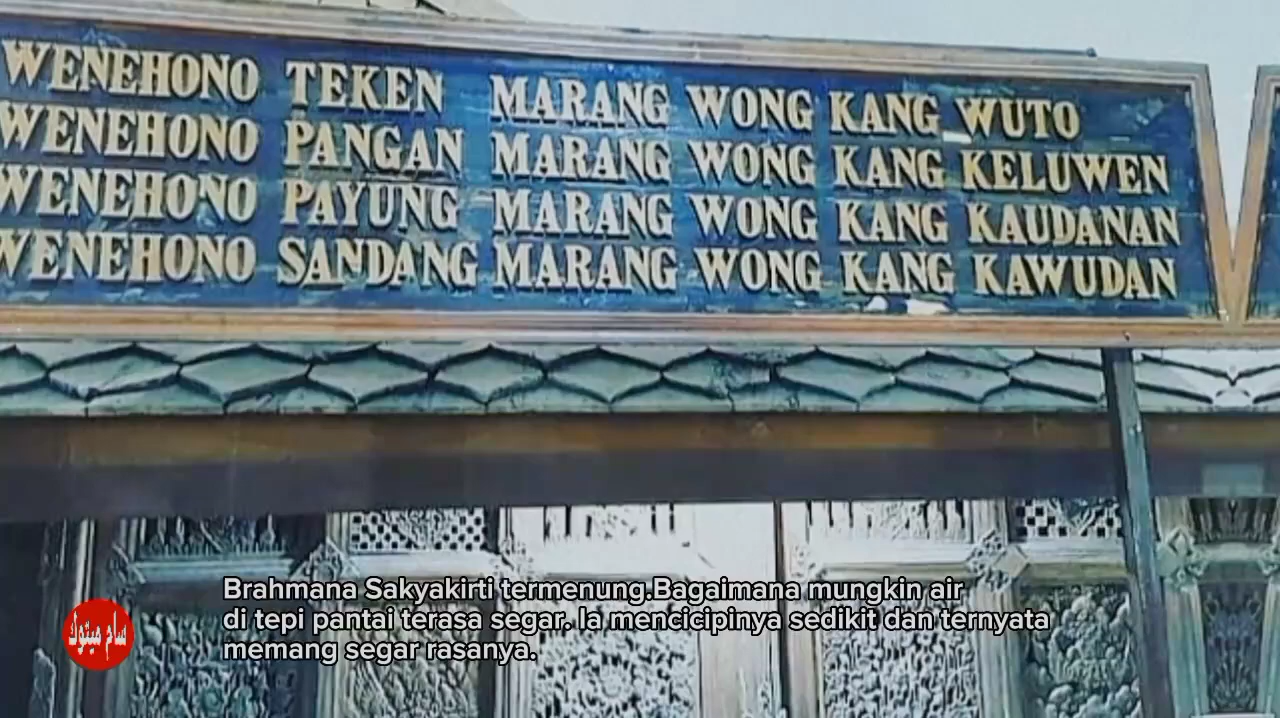 WENEHONO TEKEN MARANG WONG KANG WUTO
WENEHONO PANGAN MARANG WONG KANG KELUWEN
WENEHONO PAYUNG MARANG WONG KANG KAUDANAN
WENEHONO SANDANG MARANG WONG KANG KAWUDAN
Brahmana Sakyakirti termenung.Bagaimana mungkin air
di tepi pantai terasa segar. Ia mencicipinya sedikit dan ternyata
memang segar rasanya.
سام ميتوك